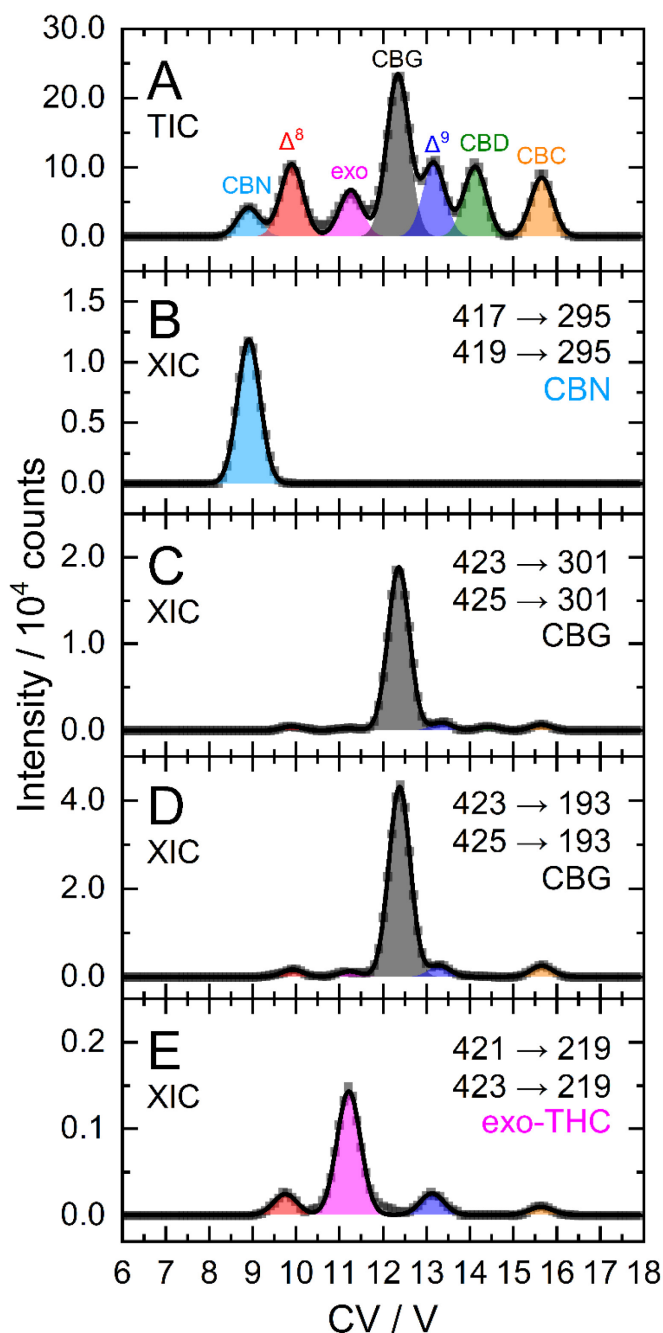 30.0
A
TIC
CBG
20.0
Δ⁸
Δ⁹
CBD
10.0
CBN
exo
CBC
0.0
1.5
B
XIC
417 → 295
419 → 295
CBN
1.0
0.5
0.0
2.0
C
XIC
423 → 301
425 → 301
CBG
1.0
0.0
4.0
D
XIC
423 → 193
425 → 193
CBG
2.0
0.0
0.2
E
XIC
421 → 219
423 → 219
exo-THC
0.1
0.0
Intensity / 10⁴ counts
6 7 8 9 10 11 12 13 14 15 16 17 18
CV / V